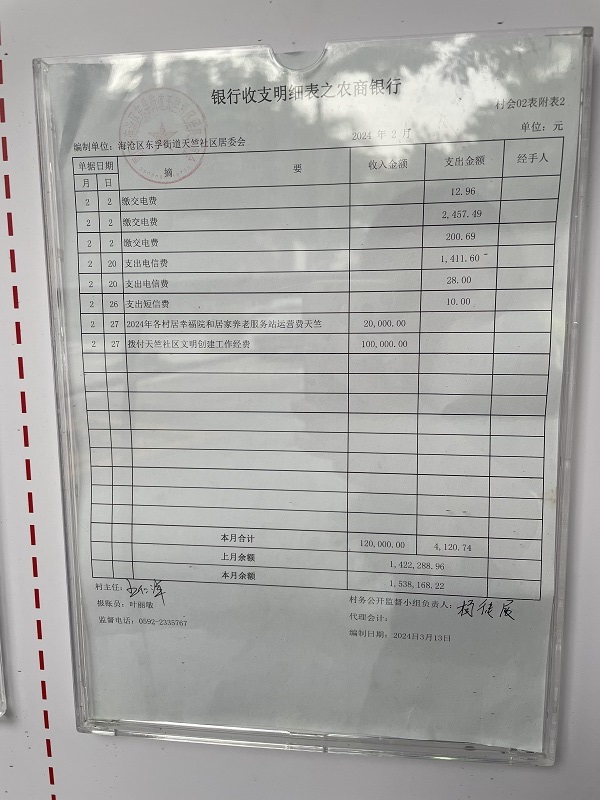 银行收支明细表之农商银行
村会02表附表2
编制单位：海沧区东孚街道天竺社区居委会 2024 年 2 月 单位：元
单据日期 摘 要 收入金额 支出金额 经手人
月 日
2 2 缴交电费 12.96
2 2 缴交电费 2,457.49
2 2 缴交电费 200.69
2 20 支出电信费 1,411.60
2 20 支出电信费 28.00
2 26 支出短信费 10.00
2 27 2024年各村居幸福院和居家养老服务站运营费天竺 20,000.00
2 27 拨付天竺社区文明创建工作经费 100,000.00
本月合计 120,000.00 4,120.74
上月余额 1,422,288.96
本月余额 1,538,168.22
村主任： 村务公开监督小组负责人：
报账员：叶丽敏 代理会计：
监督电话：0592-2335767 编制日期：2024年3月13日